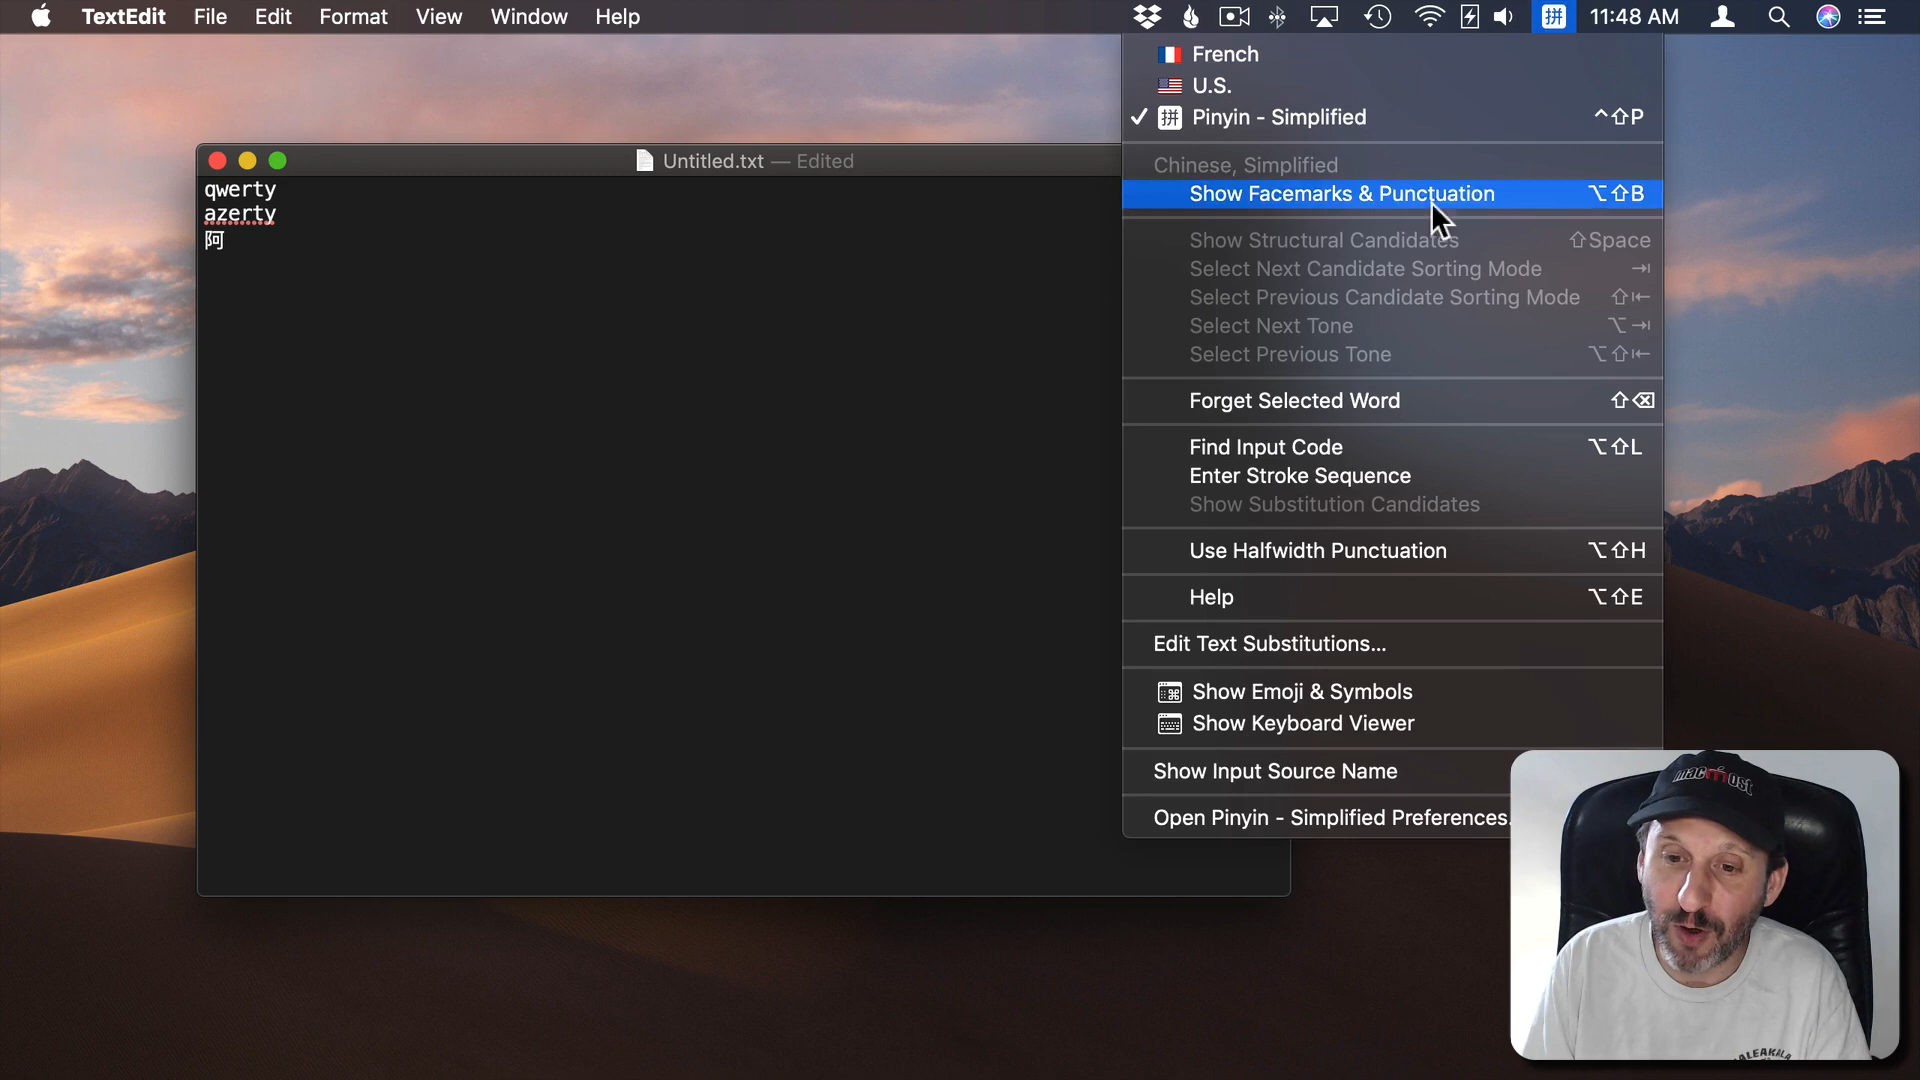 TextEdit File Edit Format View Window Help
拼 11:48 AM
French
U.S.
✓ 拼 Pinyin - Simplified ^⇧P
Chinese, Simplified
Show Facemarks & Punctuation ⌥⇧B
Show Structural Candidates ⇧Space
Select Next Candidate Sorting Mode ⇥
Select Previous Candidate Sorting Mode ⇧⇤
Select Next Tone ⌥⇥
Select Previous Tone ⌥⇧⇤
Forget Selected Word ⇧⌫
Find Input Code ⌥⇧L
Enter Stroke Sequence
Show Substitution Candidates
Use Halfwidth Punctuation ⌥⇧H
Help ⌥⇧E
Edit Text Substitutions...
Show Emoji & Symbols
Show Keyboard Viewer
Show Input Source Name
Open Pinyin - Simplified Preferences.
Untitled.txt — Edited
qwerty
azerty
阿
macmost